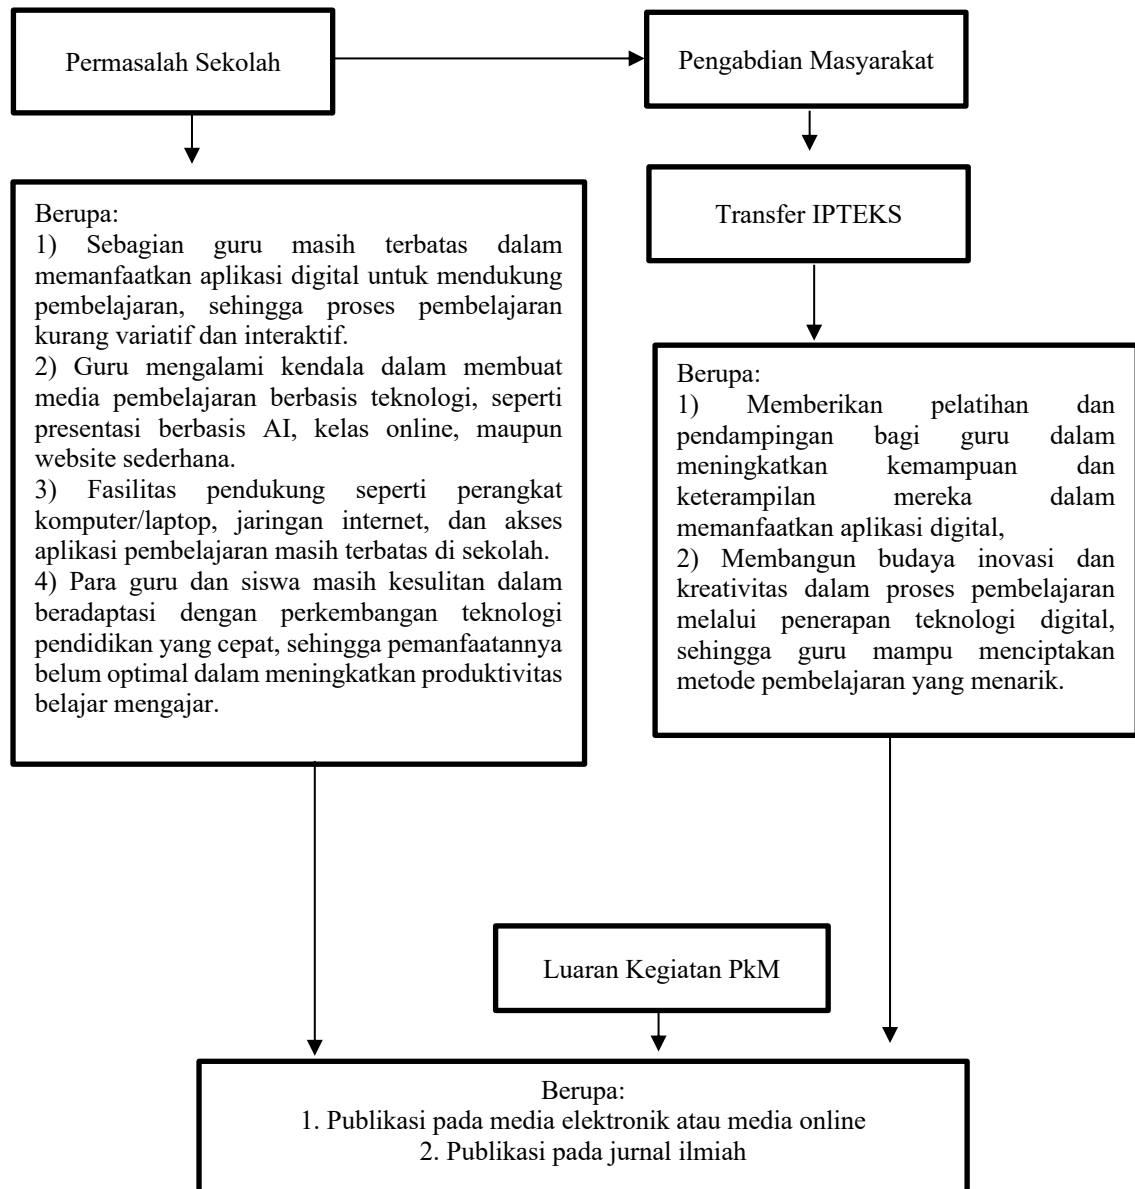 Permasalah Sekolah
Pengabdian Masyarakat
Transfer IPTEKS
Berupa:
1) Sebagian guru masih terbatas dalam
memanfaatkan aplikasi digital untuk mendukung
pembelajaran, sehingga proses pembelajaran
kurang variatif dan interaktif.
2) Guru mengalami kendala dalam membuat
media pembelajaran berbasis teknologi, seperti
presentasi berbasis AI, kelas online, maupun
website sederhana.
3) Fasilitas pendukung seperti perangkat
komputer/laptop, jaringan internet, dan akses
aplikasi pembelajaran masih terbatas di sekolah.
4) Para guru dan siswa masih kesulitan dalam
beradaptasi dengan perkembangan teknologi
pendidikan yang cepat, sehingga pemanfaatannya
belum optimal dalam meningkatkan produktivitas
belajar mengajar.
Berupa:
1) Memberikan pelatihan dan
pendampingan bagi guru dalam
meningkatkan kemampuan dan
keterampilan mereka dalam
memanfaatkan aplikasi digital,
2) Membangun budaya inovasi dan
kreativitas dalam proses pembelajaran
melalui penerapan teknologi digital,
sehingga guru mampu menciptakan
metode pembelajaran yang menarik.
Luaran Kegiatan PkM
Berupa:
1. Publikasi pada media elektronik atau media online
2. Publikasi pada jurnal ilmiah